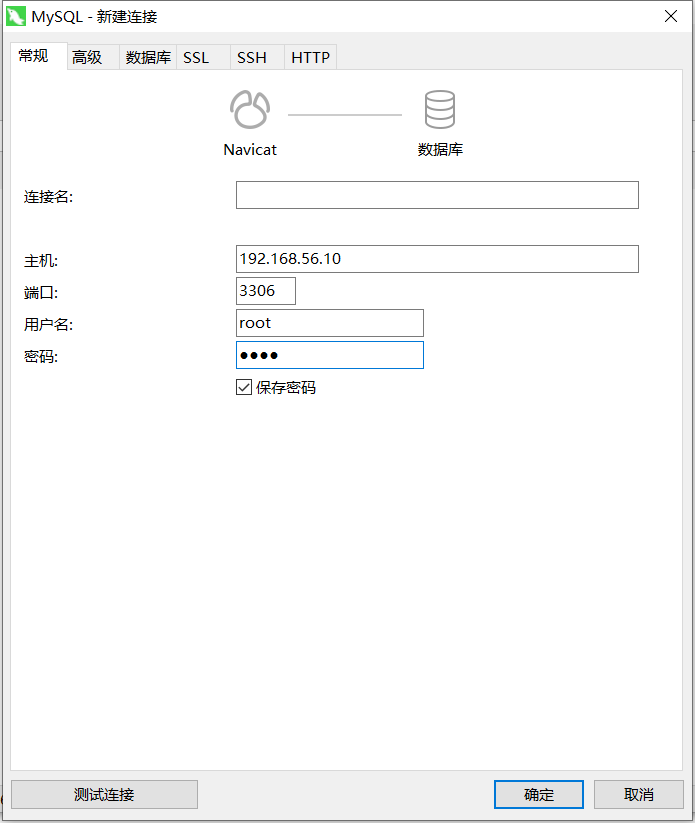 MySQL - 新建连接
常规 高级 数据库 SSL SSH HTTP
Navicat 数据库
连接名:
主机: 192.168.56.10
端口: 3306
用户名: root
密码: ●●●●
保存密码
测试连接 确定 取消